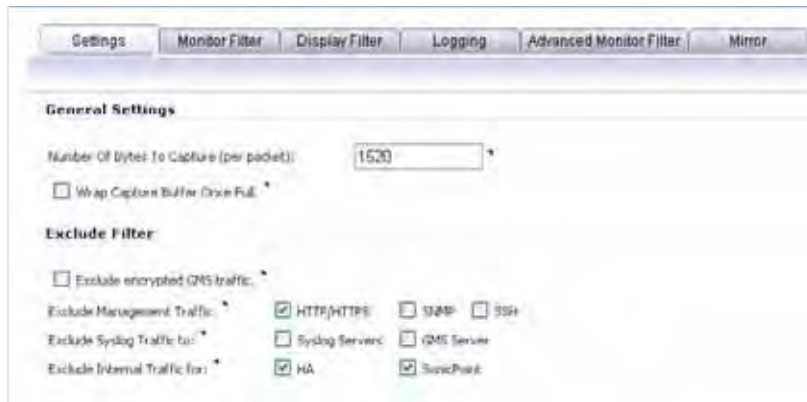 Settings Monitor Filter Display Filter Logging Advanced Monitor Filter Mirror
General Settings
Number Of Bytes To Capture (per packet): 1520 *
Wrap Capture Buffer Once Full. *
Exclude Filter
Exclude encrypted GMS traffic. *
Exclude Management Traffic: * HTTP/HTTPS SNMP SSH
Exclude Syslog Traffic to: * Syslog Servers GMS Server
Exclude Internal Traffic for: * HA SonicPoint